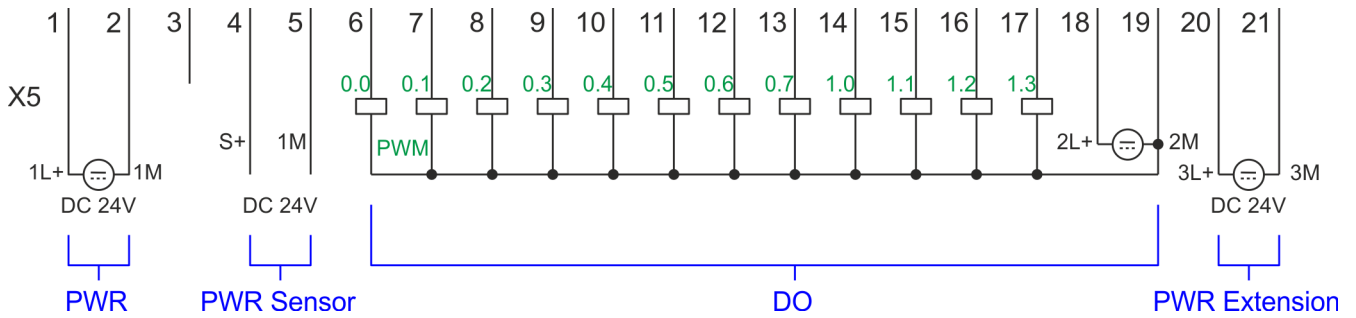 1 2 3 4 5 6 7 8 9 10 11 12 13 14 15 16 17 18 19 20 21
0.0 0.1 0.2 0.3 0.4 0.5 0.6 0.7 1.0 1.1 1.2 1.3
X5
S+ 1M PWM 2L+ 2M
1L+ 1M 3L+ 3M
DC 24V DC 24V DC 24V
PWR PWR Sensor DO PWR Extension